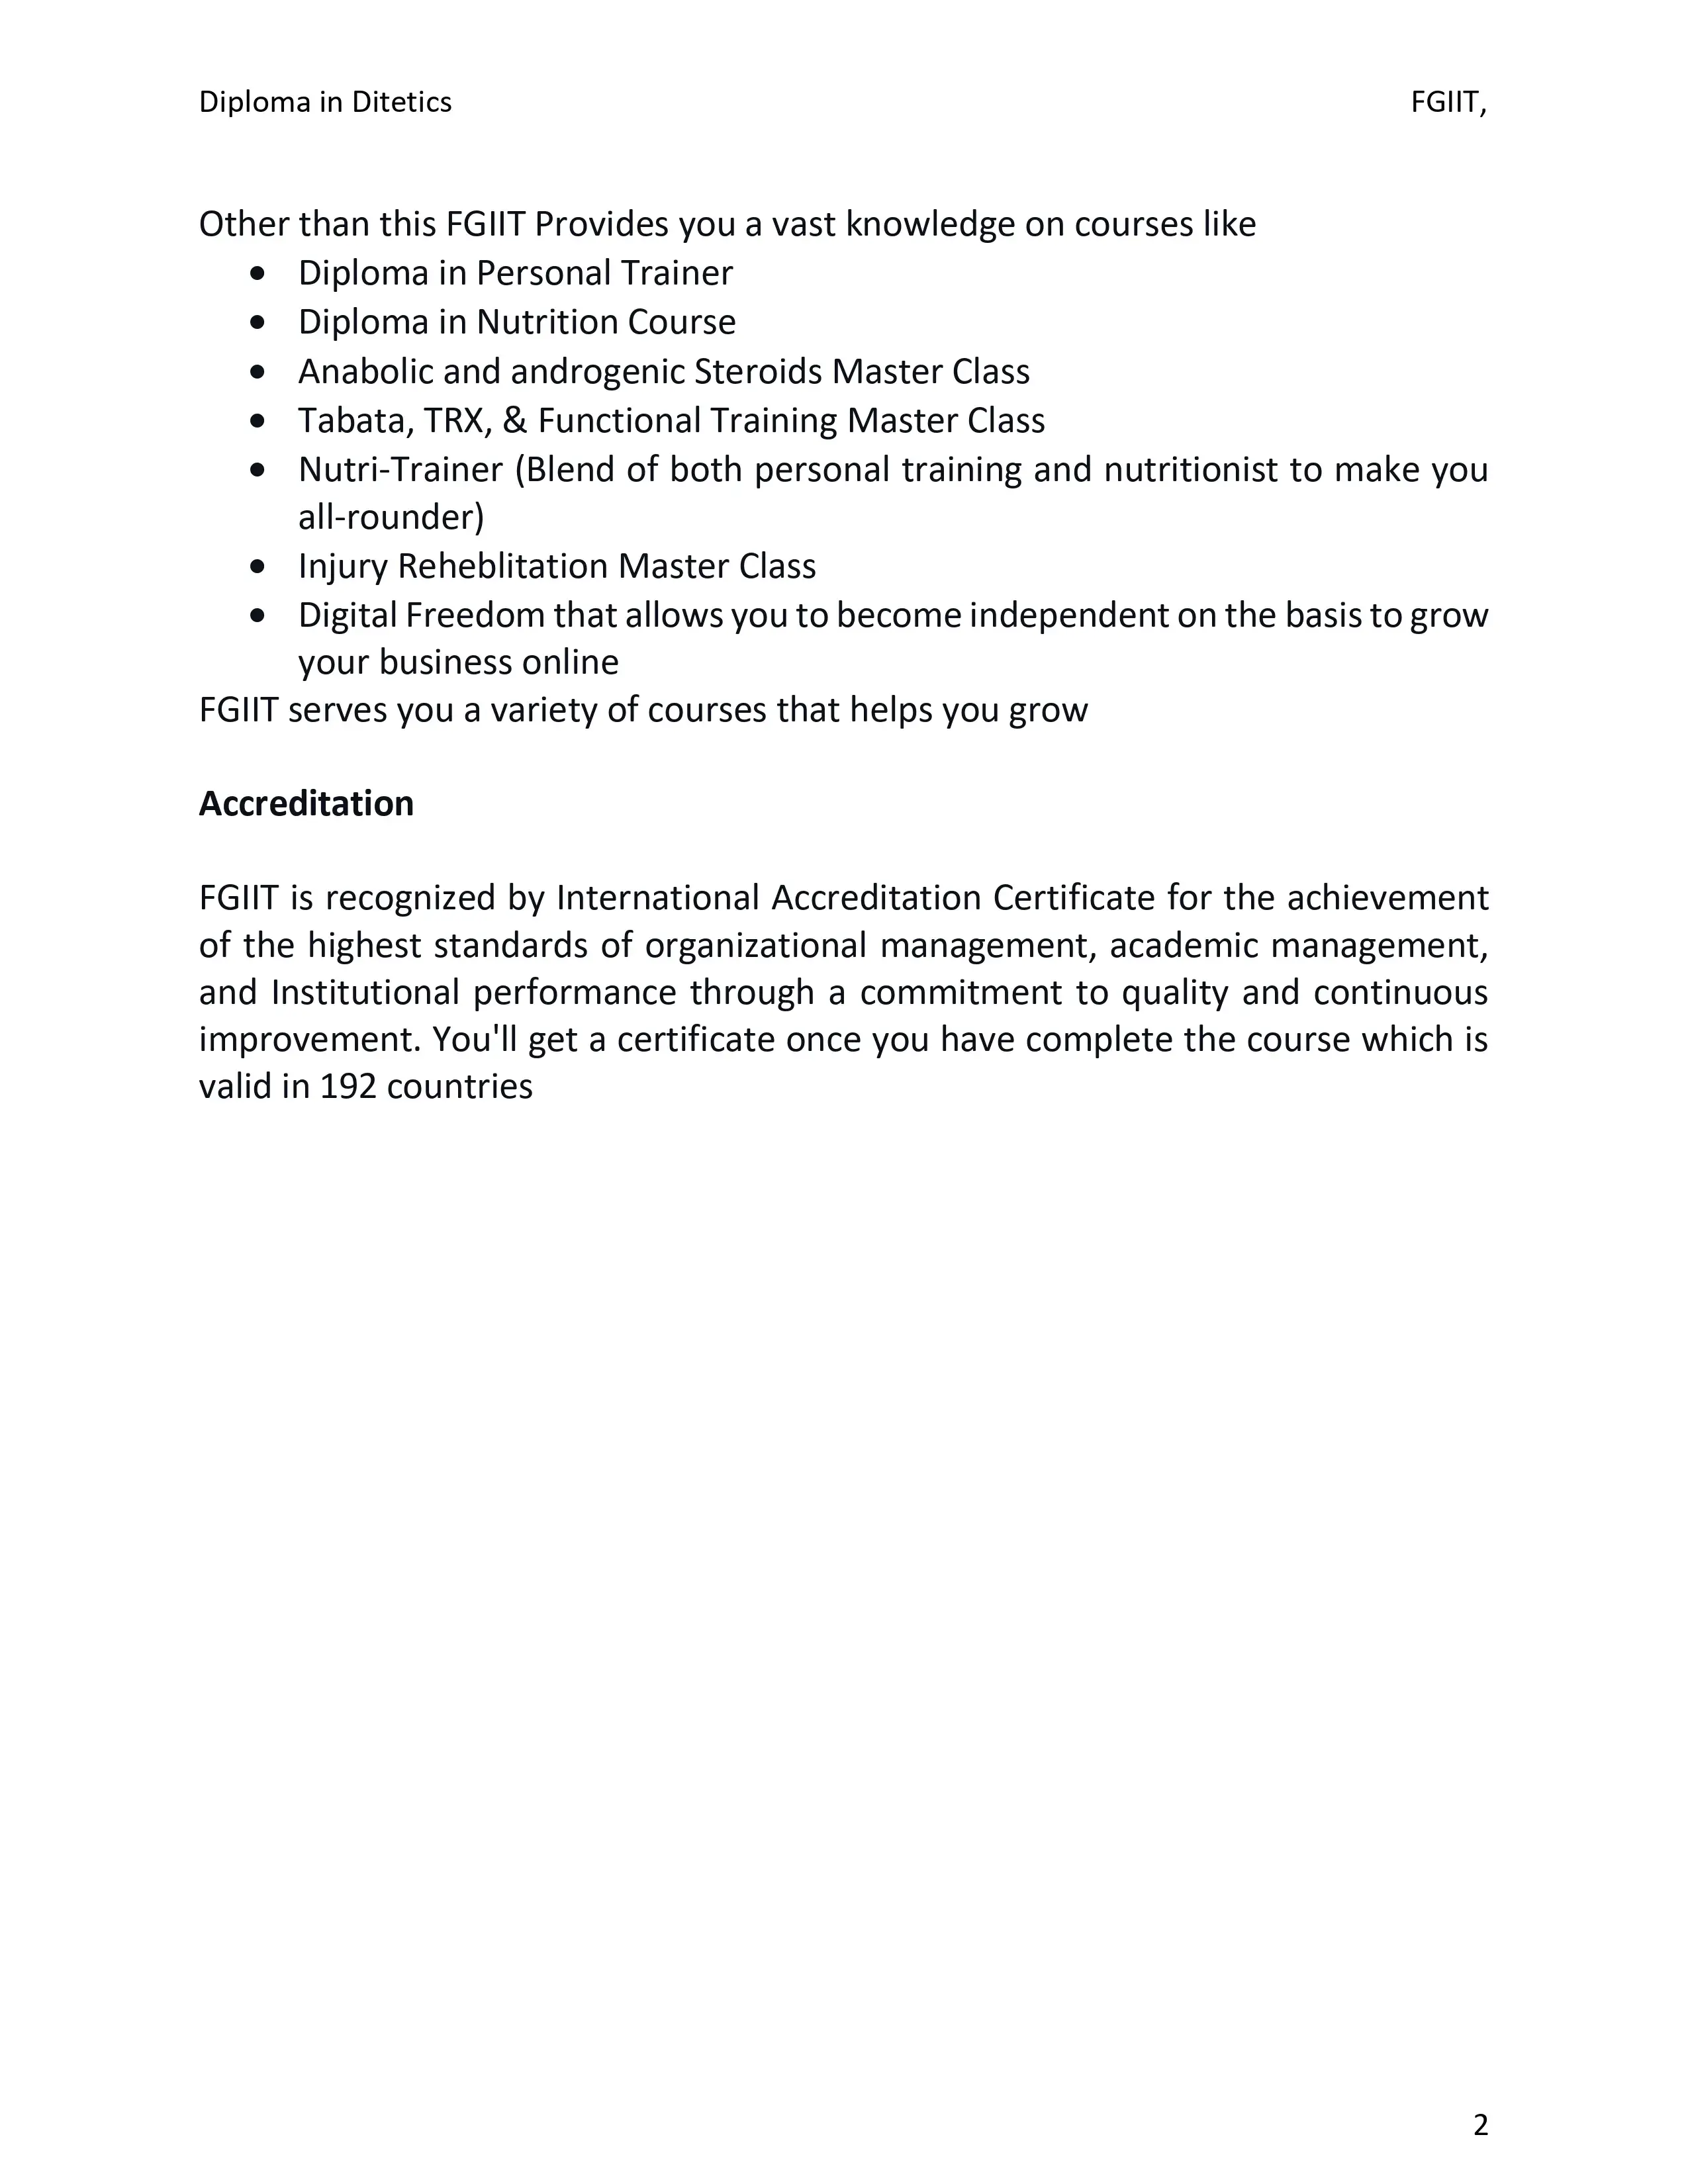 Diploma in Ditetics FGIIT,
Other than this FGIIT Provides you a vast knowledge on courses like
• Diploma in Personal Trainer
• Diploma in Nutrition Course
• Anabolic and androgenic Steroids Master Class
• Tabata, TRX, & Functional Training Master Class
• Nutri-Trainer (Blend of both personal training and nutritionist to make you
all-rounder)
• Injury Reheblitation Master Class
• Digital Freedom that allows you to become independent on the basis to grow
your business online
FGIIT serves you a variety of courses that helps you grow
Accreditation
FGIIT is recognized by International Accreditation Certificate for the achievement
of the highest standards of organizational management, academic management,
and Institutional performance through a commitment to quality and continuous
improvement. You'll get a certificate once you have complete the course which is
valid in 192 countries
2